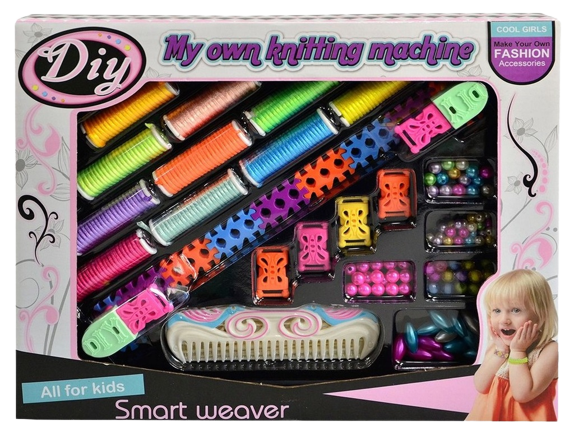 Diy
My own knitting machine
COOL GIRLS
Make Your Own
FASHION
Accessories
All for kids
Smart weaver